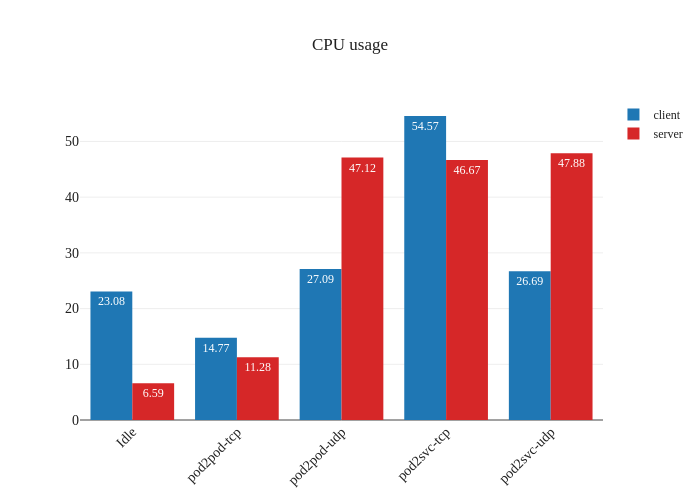 CPU usage
client
server
50
40
30
20
10
0
23.08
6.59
14.77
11.28
27.09
47.12
54.57
46.67
26.69
47.88
Idle
pod2pod-tcp
pod2pod-udp
pod2svc-tcp
pod2svc-udp